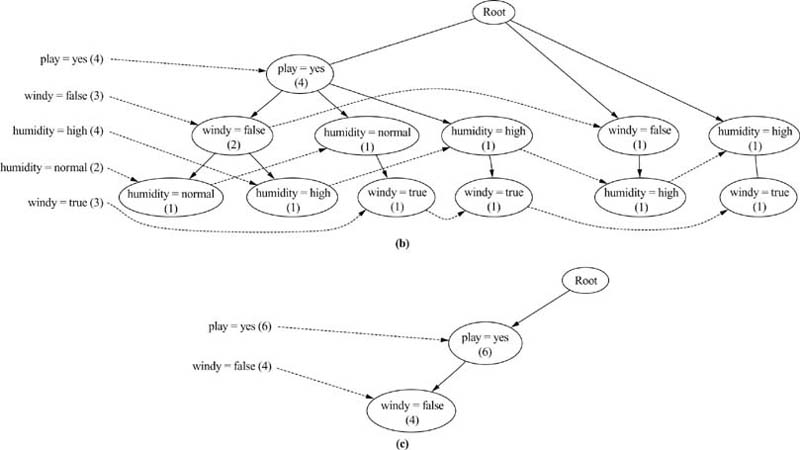 Root
play = yes (4)
play = yes
(4)
windy = false (3)
windy = false
(2)
humidity = normal
(1)
humidity = high
(1)
windy = false
(1)
humidity = high
(1)
humidity = high (4)
humidity = normal (2)
humidity = normal
(1)
humidity = high
(1)
windy = true
(1)
windy = true
(1)
humidity = high
(1)
windy = true
(1)
windy = true (3)
(b)
Root
play = yes (6)
play = yes
(6)
windy = false (4)
windy = false
(4)
(c)